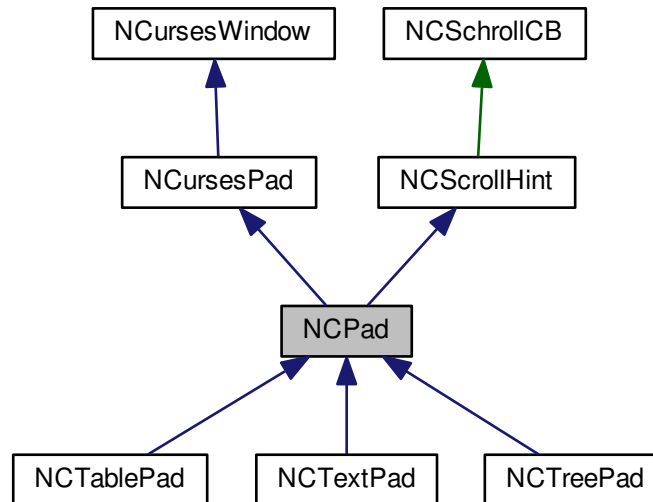 NCursesWindow
NCSchrollCB
NCursesPad
NCScrollHint
NCPad
NCTablePad
NCTextPad
NCTreePad